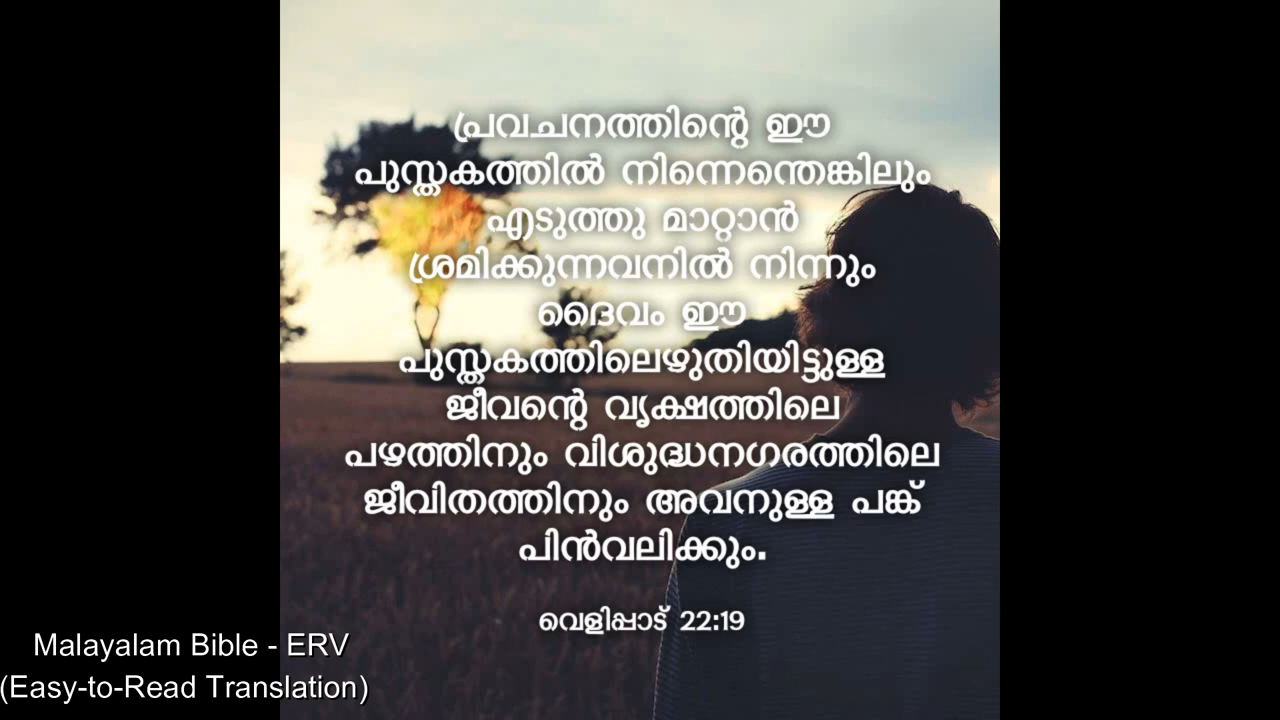 പ്രവചനത്തിന്റെ ഈ
പുസ്തകത്തിൽ നിന്നെന്തെങ്കിലും
എടുത്തു മാറ്റാൻ
ശ്രമിക്കുന്നവനിൽ നിന്നും
ദൈവം ഈ
പുസ്തകത്തിലെഴുതിയിട്ടുള്ള
ജീവന്റെ വൃക്ഷത്തിലെ
പഴത്തിനും വിശുദ്ധനഗരത്തിലെ
ജീവിതത്തിനും അവനുള്ള പങ്ക്
പിൻവലിക്കും.
വെളിപ്പാട് 22:19
Malayalam Bible - ERV
(Easy-to-Read Translation)